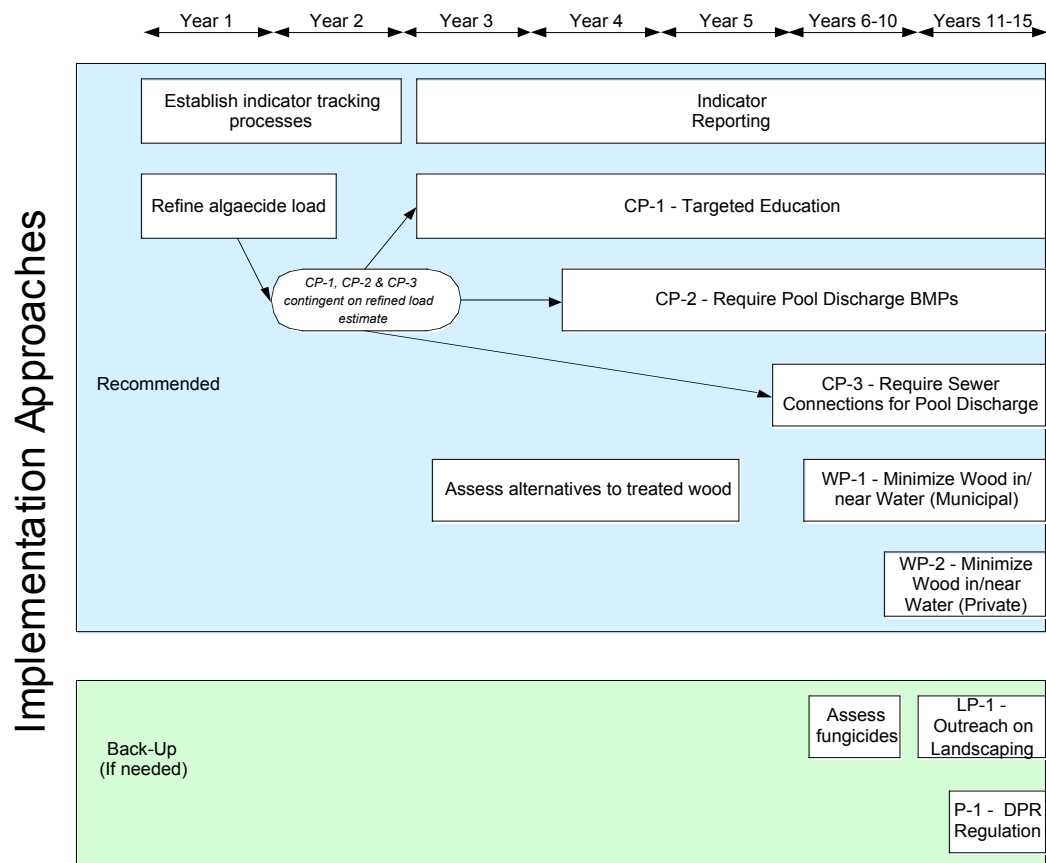 Year 1
Year 2
Year 3
Year 4
Year 5
Years 6-10
Years 11-15
Implementation Approaches
Establish indicator tracking
processes
Indicator
Reporting
Refine algaecide load
CP-1 - Targeted Education
CP-1, CP-2 & CP-3
contingent on refined load
estimate
CP-2 - Require Pool Discharge BMPs
Recommended
CP-3 - Require Sewer
Connections for Pool Discharge
Assess alternatives to treated wood
WP-1 - Minimize Wood in/
near Water (Municipal)
WP-2 - Minimize
Wood in/near
Water (Private)
Back-Up
(If needed)
Assess
fungicides
LP-1 -
Outreach on
Landscaping
P-1 - DPR
Regulation